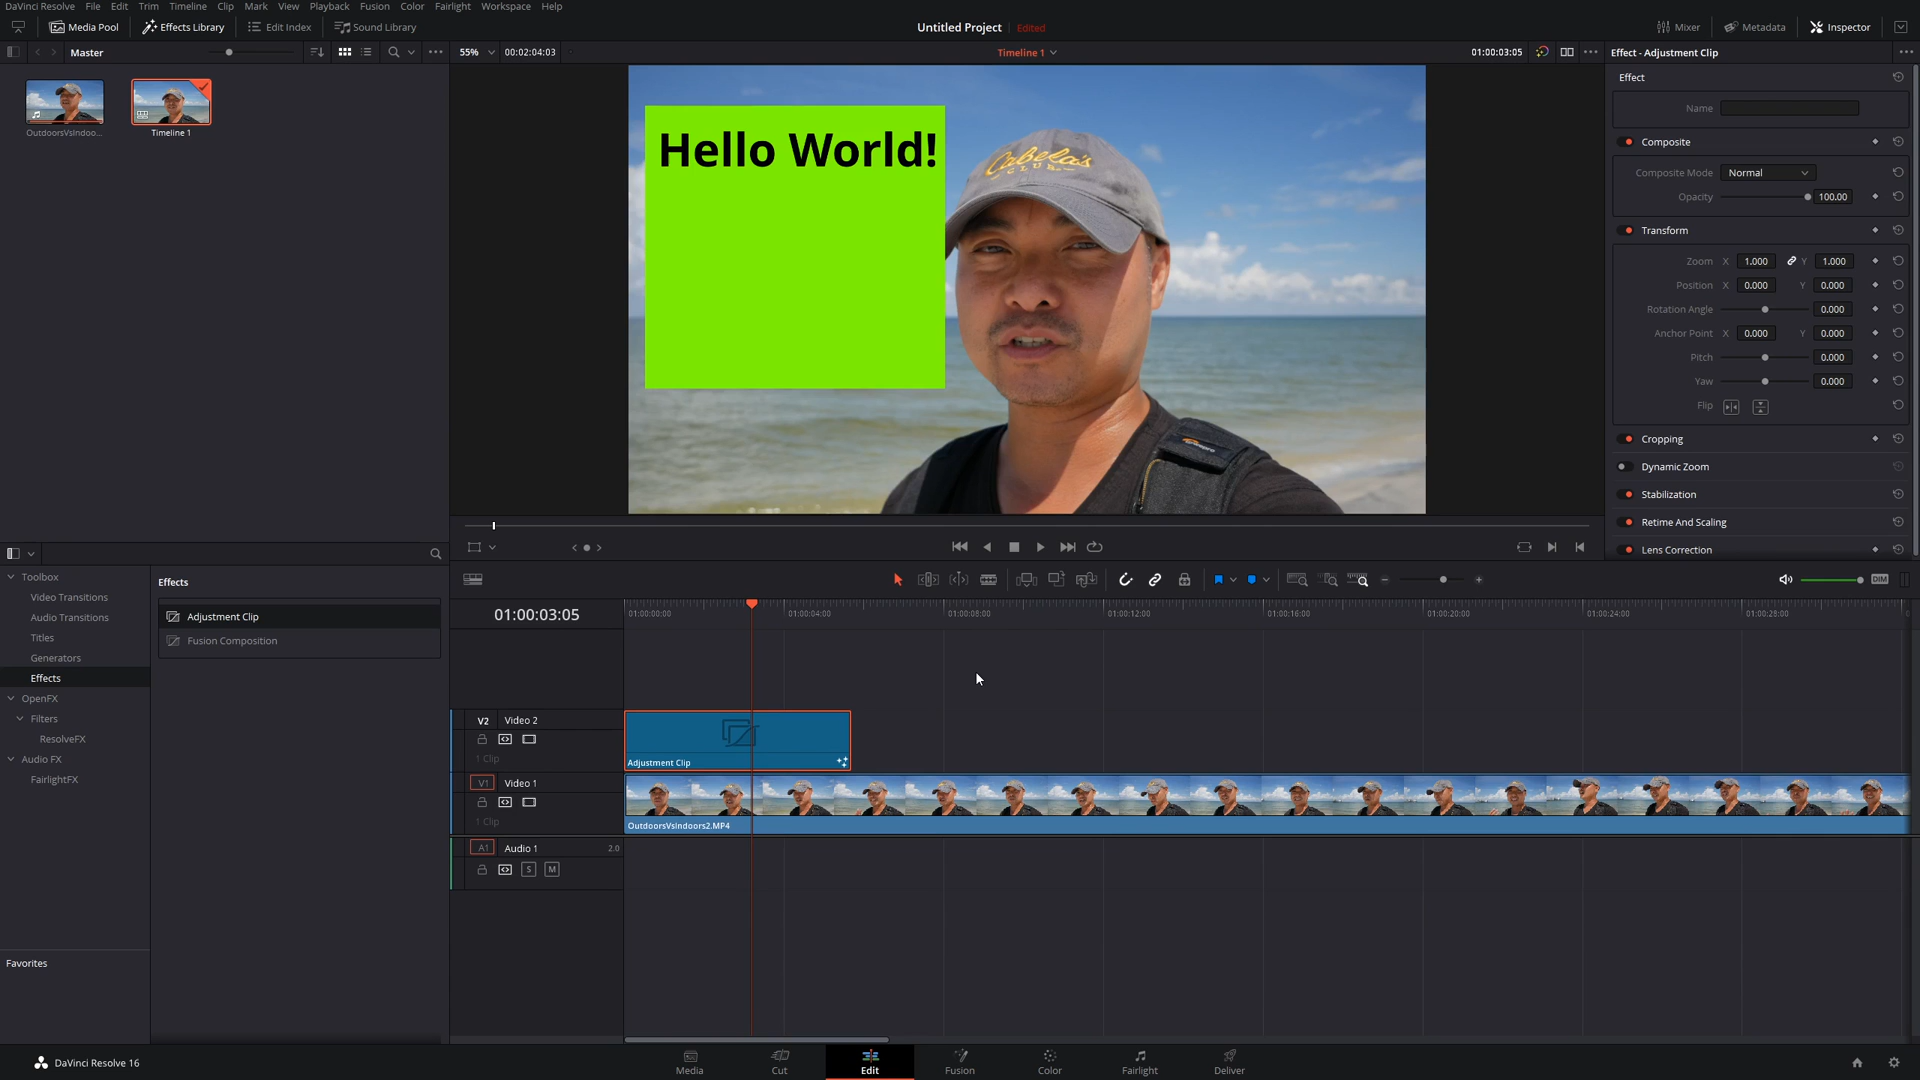 DaVinci Resolve File Edit Trim Timeline Clip Mark View Playback Fusion Color Fairlight Workspace Help
Media Pool Effects Library Edit Index Sound Library Untitled Project Edited Mixer Metadata Inspector
Master 55% 00:02:04:03 Timeline 1 01:00:03:05 Effect - Adjustment Clip
OutdoorsVsIndoo... Timeline 1
Hello World!
Cabela's
CLUB
Effect
Name
Composite
Composite Mode Normal
Opacity 100.00
Transform
Zoom X 1.000 Y 1.000
Position X 0.000 Y 0.000
Rotation Angle 0.000
Anchor Point X 0.000 Y 0.000
Pitch 0.000
Yaw 0.000
Flip
Cropping
Dynamic Zoom
Stabilization
Retime And Scaling
Lens Correction
Toolbox
Video Transitions
Audio Transitions
Titles
Generators
Effects
OpenFX
Filters
ResolveFX
Audio FX
FairlightFX
Favorites
Effects
Adjustment Clip
Fusion Composition
DIM
01:00:03:05 01:00:00:00 01:00:04:00 01:00:08:00 01:00:12:00 01:00:16:00 01:00:20:00 01:00:24:00 01:00:28:00
V2 Video 2
1 Clip
Adjustment Clip
V1 Video 1
1 Clip
OutdoorsVsindoors2.MP4
A1 Audio 1 2.0
S M
DaVinci Resolve 16 Media Cut Edit Fusion Color Fairlight Deliver